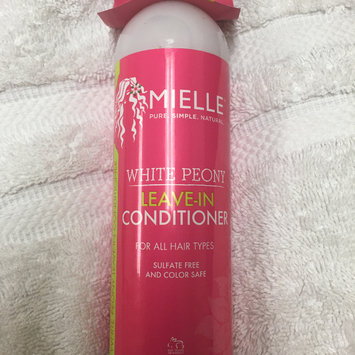 MIELLE
PURE. SIMPLE. NATURAL.
WHITE PEONY
LEAVE-IN
CONDITIONER
FOR ALL HAIR TYPES
SULFATE FREE
AND COLOR SAFE